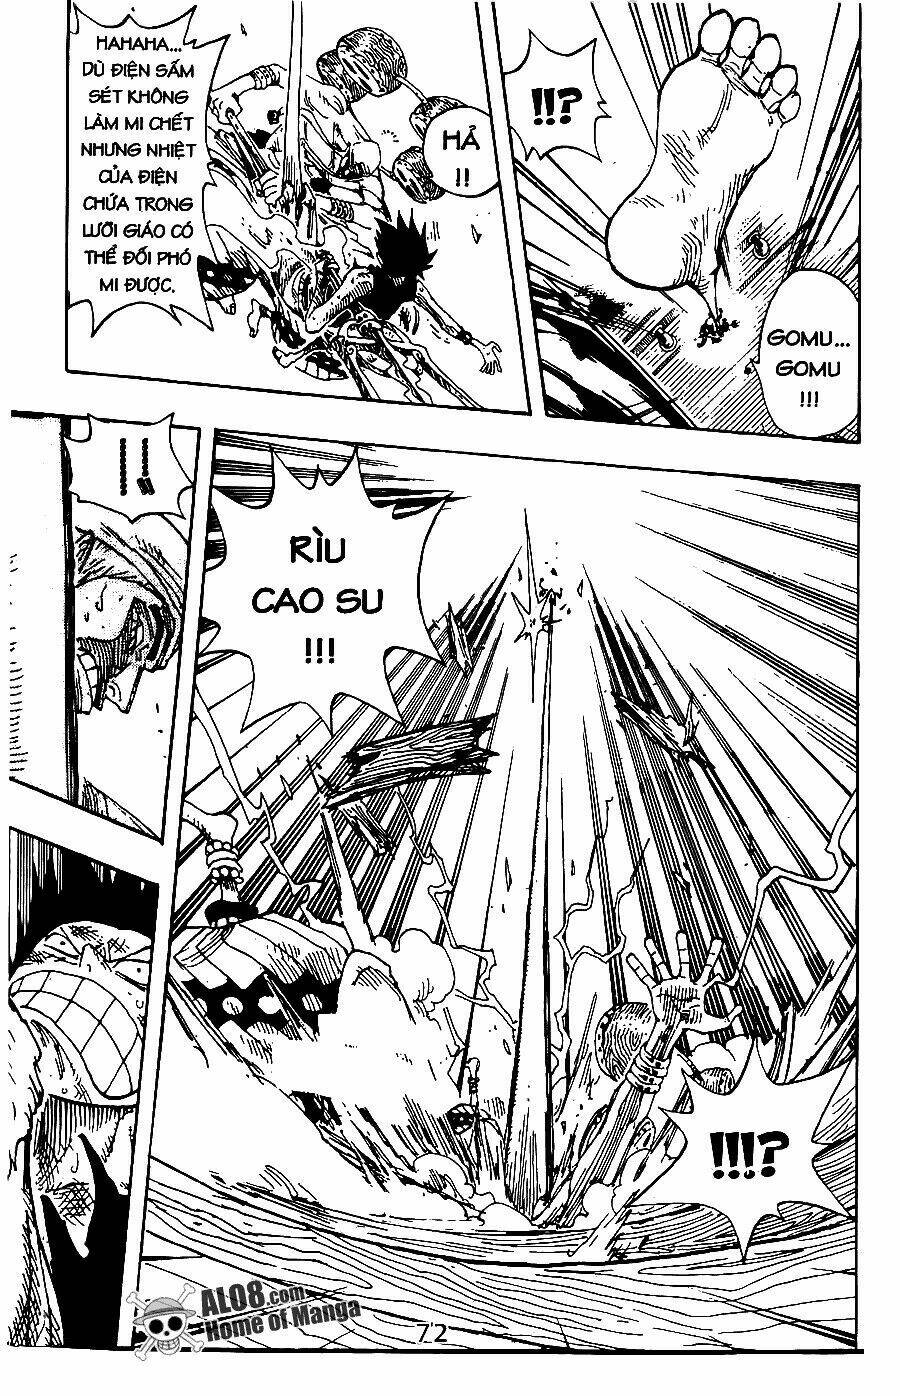 HAHAHA...
DÙ ĐIỆN SẤM
SÉT KHÔNG
LÀM MI CHẾT
NHƯNG NHIỆT
CỦA ĐIỆN
CHỨA TRONG
LƯỠI GIÁO CÓ
THỂ ĐỐI PHÓ
MI ĐƯỢC.
HẢ
!!
!!?
GOMU...
GOMU
!!!
.........!!
RÌU
CAO SU
!!!
!!!?
ALO8.com
Home of Manga
72